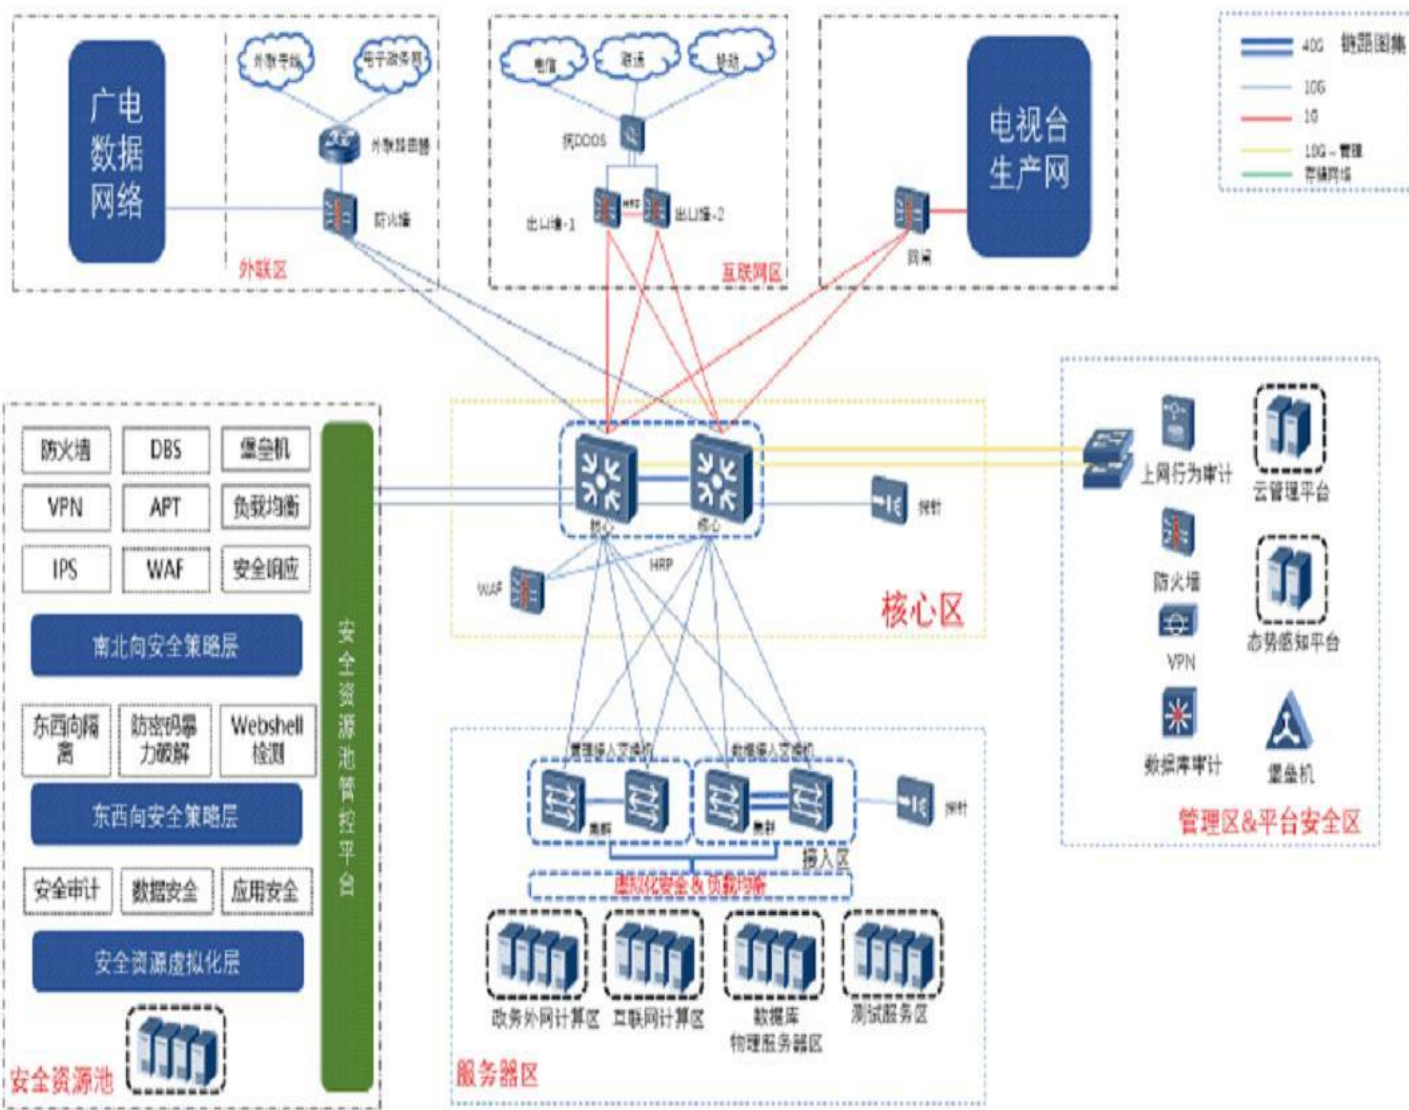 广电
数据
网络
外联专线
电子政务网
外联路由器
防火墙
外联区
电信
联通
移动
抗DDOS
出口墙-1
出口墙-2
互联网区
电视台
生产网
网闸
40G 链路图集
10G
1G
10G－管理
存储网络
防火墙
DBS
堡垒机
VPN
APT
负载均衡
IPS
WAF
安全响应
南北向安全策略层
东西向隔
离
防密码暴
力破解
Webshell
检测
东西向安全策略层
安全审计
数据安全
应用安全
安全资源虚拟化层
安全资源池
安全资源池管控平台
核心
核心
HRP
WAF
探针
核心区
管理接入交换机
数据接入交换机
集群
集群
探针
接入区
虚拟化安全 & 负载均衡
政务外网计算区
互联网计算区
数据库
物理服务器区
测试服务区
服务器区
上网行为审计
云管理平台
防火墙
态势感知平台
VPN
数据库审计
堡垒机
管理区&平台安全区